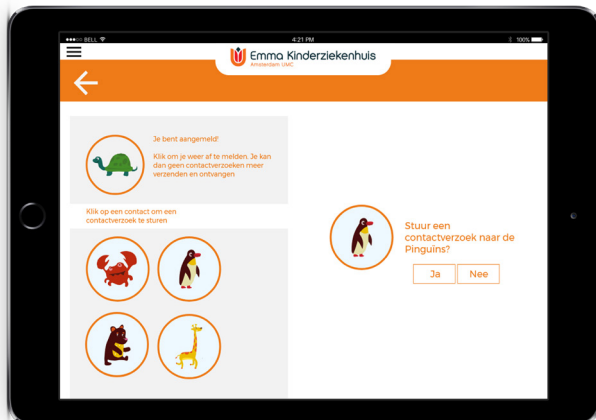 BELL
4:21 PM
100%
Emma Kinderziekenhuis
Amsterdam UMC
Je bent aangemeld!
Klik om je weer af te melden. Je kan
dan geen contactverzoeken meer
verzenden en ontvangen
Klik op een contact om een
contactverzoek te sturen
Stuur een
contactverzoek naar de
Pinguins?
Ja
Nee